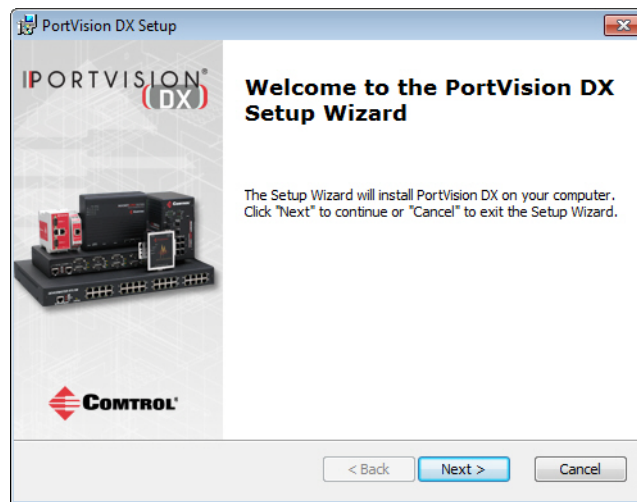 PortVision DX Setup
PORTVISION®
(DX)
Welcome to the PortVision DX
Setup Wizard
The Setup Wizard will install PortVision DX on your computer.
Click "Next" to continue or "Cancel" to exit the Setup Wizard.
COMTROL®
< Back
Next >
Cancel